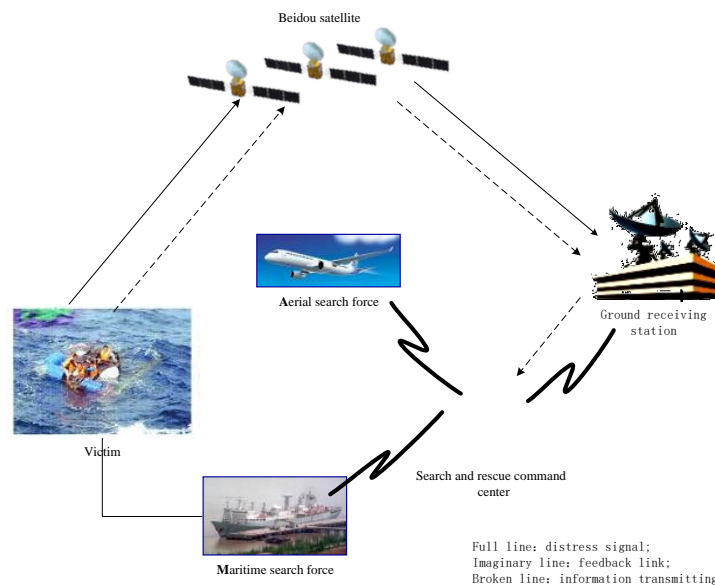 Beidou satellite
Aerial search force
Ground receiving
station
Victim
Search and rescue command
center
Maritime search force
Full line: distress signal;
Imaginary line: feedback link;
Broken line: information transmitting